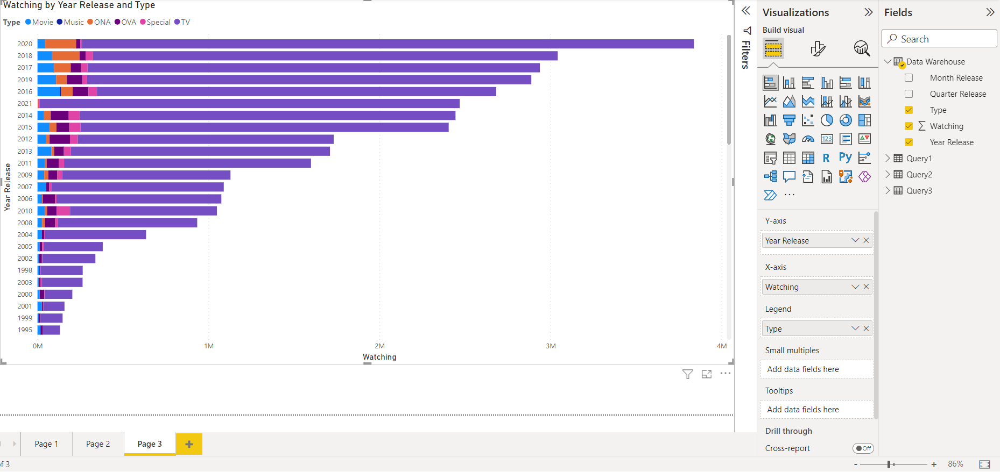 Watching by Year Release and Type
Type Movie Music ONA OVA Special TV
Year Release
2020
2018
2017
2019
2016
2021
2014
2015
2012
2013
2011
2009
2007
2006
2010
2008
2004
2005
2002
1998
2003
2000
2001
1999
1995
0M 1M 2M 3M 4M
Watching
Page 1 Page 2 Page 3 +
of 3
Filters
Visualizations
Build visual
123
R Py
...
Y-axis
Year Release
X-axis
Watching
Legend
Type
Small multiples
Add data fields here
Tooltips
Add data fields here
Drill through
Cross-report Off
Fields
Search
Data Warehouse
Month Release
Quarter Release
Type
Σ Watching
Year Release
Query1
Query2
Query3
- + 86%